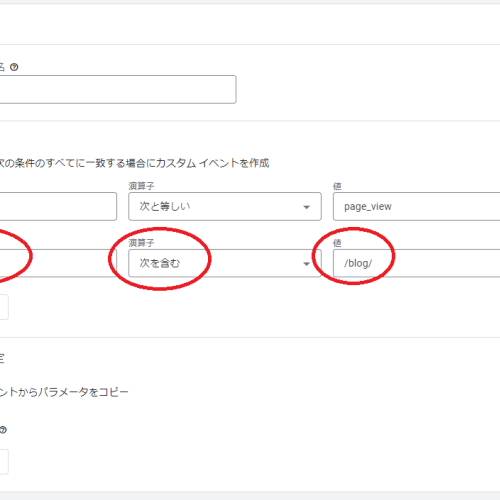 名
次の条件のすべてに一致する場合にカスタム イベントを作成
演算子 値
次と等しい page_view
演算子 値
次を含む /blog/
定
ントからパラメータをコピー